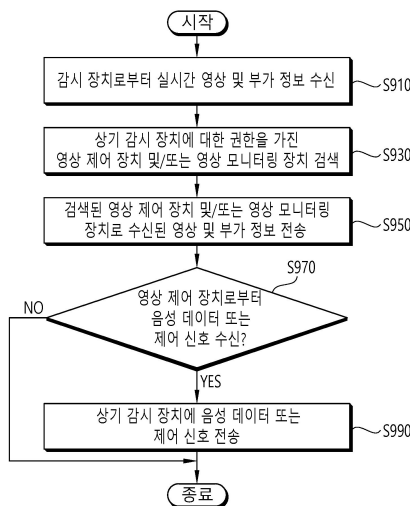 시작
감시 장치로부터 실시간 영상 및 부가 정보 수신
S910
상기 감시 장치에 대한 권한을 가진
영상 제어 장치 및/또는 영상 모니터링 장치 검색
S930
검색된 영상 제어 장치 및/또는 영상 모니터링
장치로 수신된 영상 및 부가 정보 전송
S950
S970
영상 제어 장치로부터
음성 데이터 또는
제어 신호 수신?
NO
YES
상기 감시 장치에 음성 데이터 또는
제어 신호 전송
S990
종료